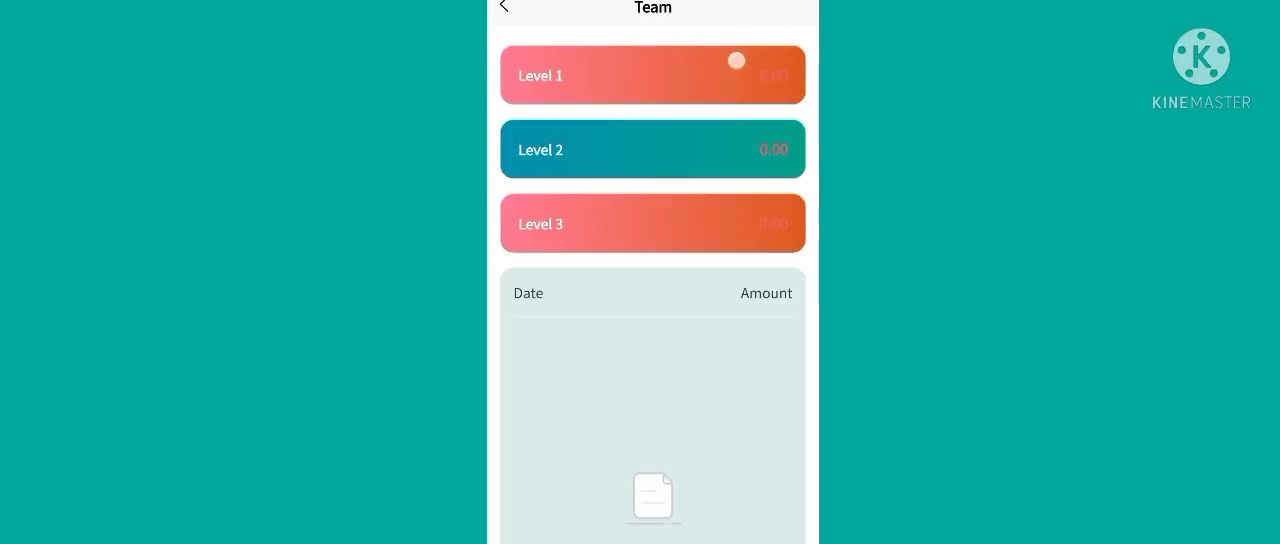 Team
Level 1
0.00
Level 2
0.00
Level 3
0.00
Date Amount
K
KINEMASTER